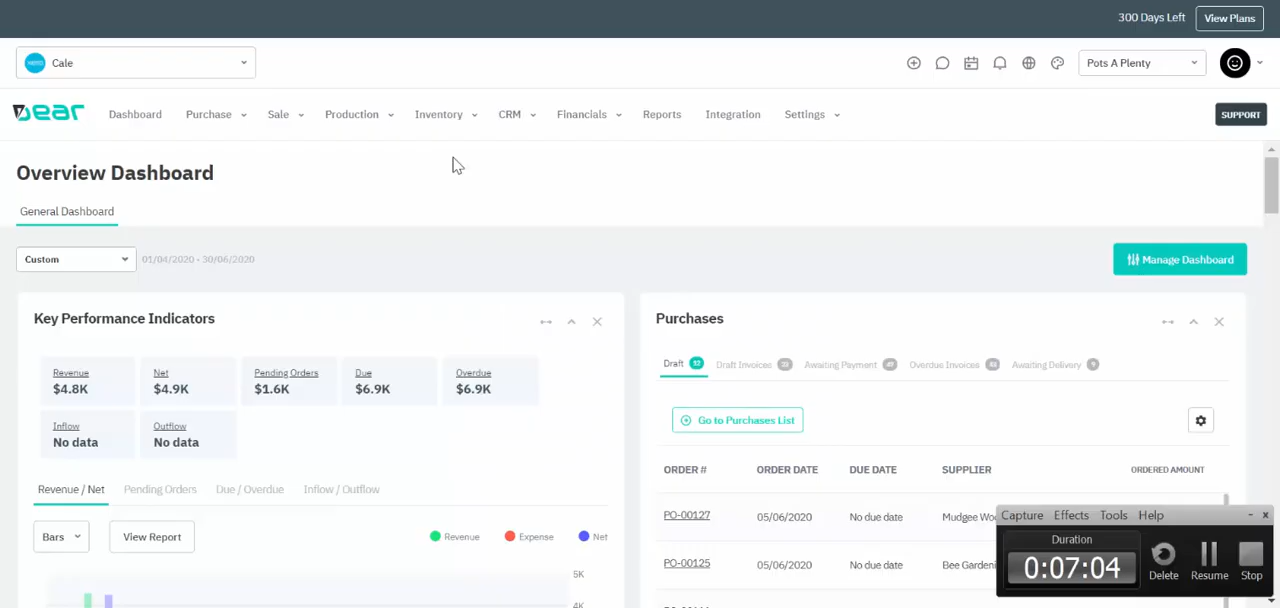 300 Days Left View Plans
Cale Pots A Plenty
Dear Dashboard Purchase Sale Production Inventory CRM Financials Reports Integration Settings SUPPORT
Overview Dashboard
General Dashboard
Custom 01/04/2020 - 30/06/2020 Manage Dashboard
Key Performance Indicators
Revenue Net Pending Orders Due Overdue
$4.8K $4.9K $1.6K $6.9K $6.9K
Inflow Outflow
No data No data
Revenue / Net Pending Orders Due / Overdue Inflow / Outflow
Bars View Report Revenue Expense Net
5K
4K
Purchases
Draft Draft Invoices Awaiting Payment Overdue Invoices Awaiting Delivery
Go to Purchases List
ORDER # ORDER DATE DUE DATE SUPPLIER ORDERED AMOUNT
PO-00127 05/06/2020 No due date Mudgee Woo
PO-00125 05/06/2020 No due date Bee Gardeni
Capture Effects Tools Help
Duration
0:07:04
Delete Resume Stop